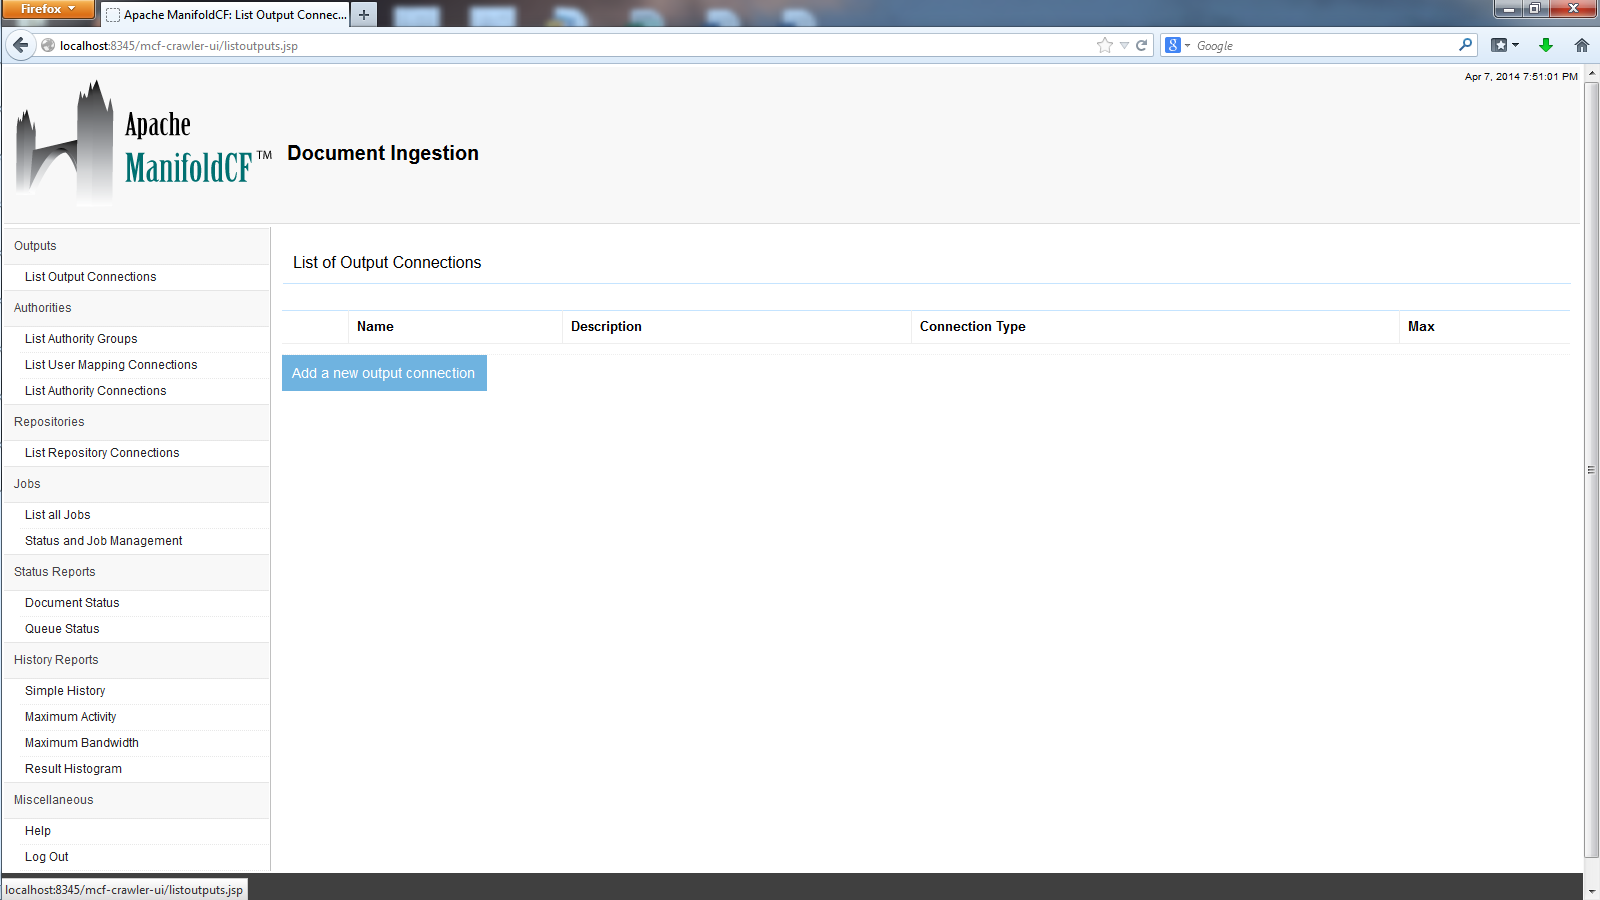 Firefox
Apache ManifoldCF: List Output Connec...
localhost:8345/mcf-crawler-ui/listoutputs.jsp
Google
Apr 7, 2014 7:51:01 PM
Apache
ManifoldCF™
Document Ingestion
Outputs
List Output Connections
Authorities
List Authority Groups
List User Mapping Connections
List Authority Connections
Repositories
List Repository Connections
Jobs
List all Jobs
Status and Job Management
Status Reports
Document Status
Queue Status
History Reports
Simple History
Maximum Activity
Maximum Bandwidth
Result Histogram
Miscellaneous
Help
Log Out
List of Output Connections
Name Description Connection Type Max
Add a new output connection
localhost:8345/mcf-crawler-ui/listoutputs.jsp